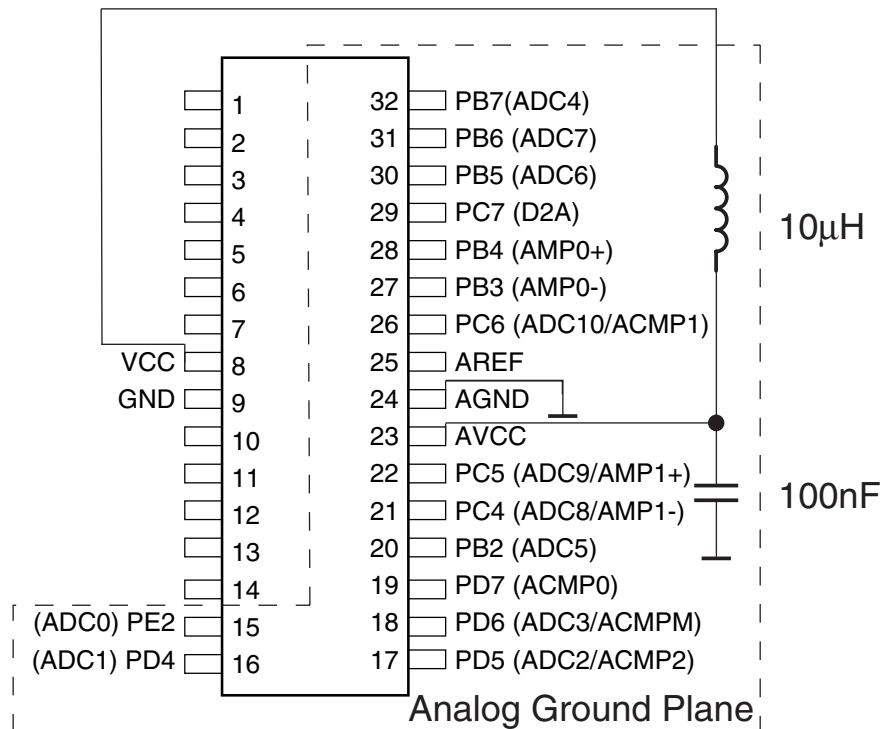 1 32 PB7(ADC4)
2 31 PB6 (ADC7)
3 30 PB5 (ADC6)
4 29 PC7 (D2A)
5 28 PB4 (AMP0+)
6 27 PB3 (AMP0-)
7 26 PC6 (ADC10/ACMP1)
VCC 8 25 AREF
GND 9 24 AGND
10 23 AVCC
11 22 PC5 (ADC9/AMP1+)
12 21 PC4 (ADC8/AMP1-)
13 20 PB2 (ADC5)
14 19 PD7 (ACMP0)
(ADC0) PE2 15 18 PD6 (ADC3/ACMPM)
(ADC1) PD4 16 17 PD5 (ADC2/ACMP2)
10μH
100nF
Analog Ground Plane